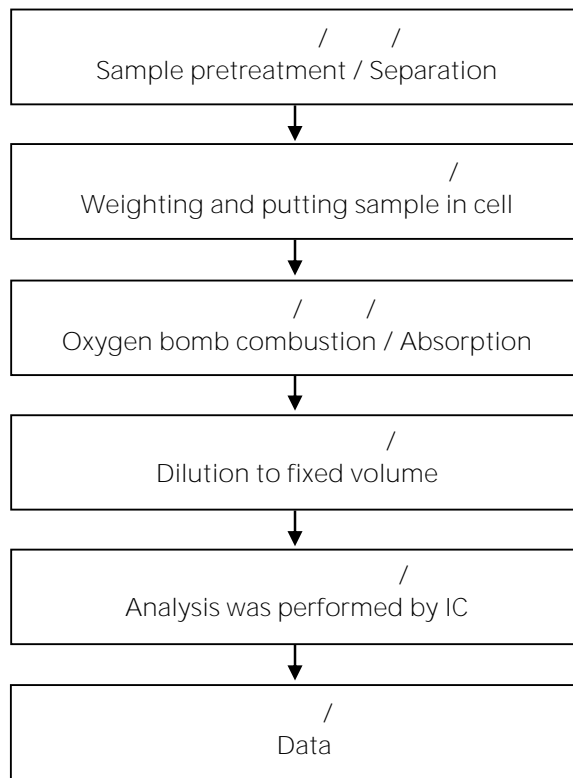 / /
Sample pretreatment / Separation
/
Weighting and putting sample in cell
/ /
Oxygen bomb combustion / Absorption
/
Dilution to fixed volume
/
Analysis was performed by IC
/
Data